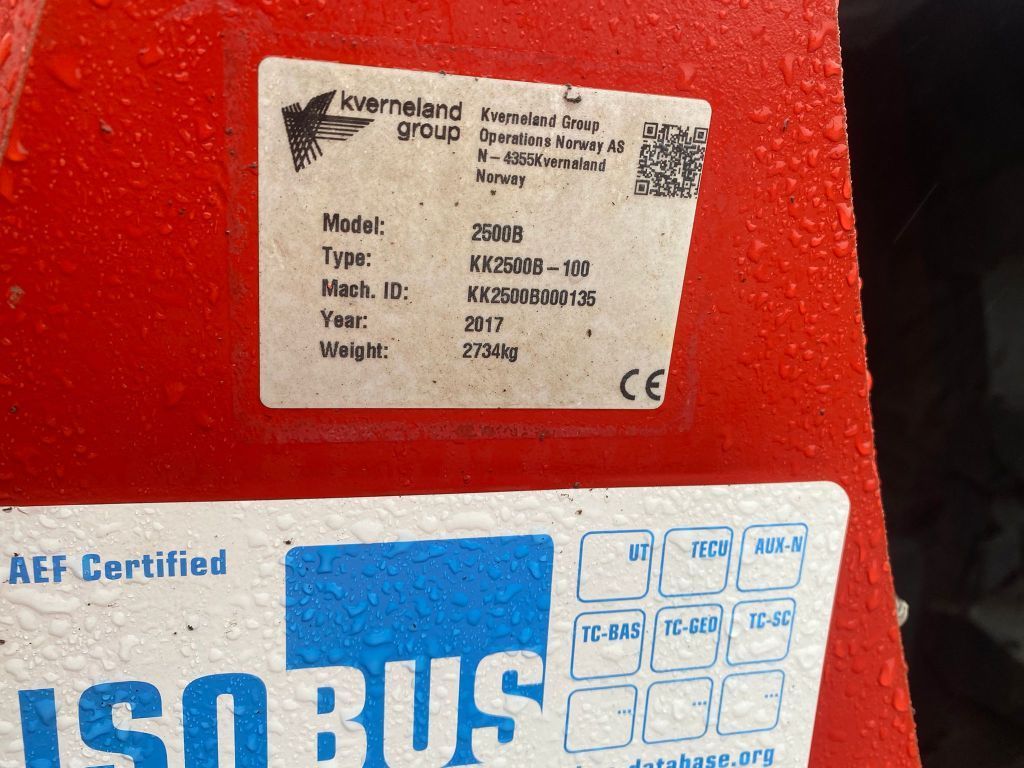 kverneland
group
Kverneland Group
Operations Norway AS
N – 4355Kvernaland
Norway
Model: 2500B
Type: KK2500B – 100
Mach. ID: KK2500B000135
Year: 2017
Weight: 2734kg
CE
AEF Certified
ISOBUS
UT TECU AUX-N
TC-BAS TC-GEO TC-SC
... ... ...
database.org